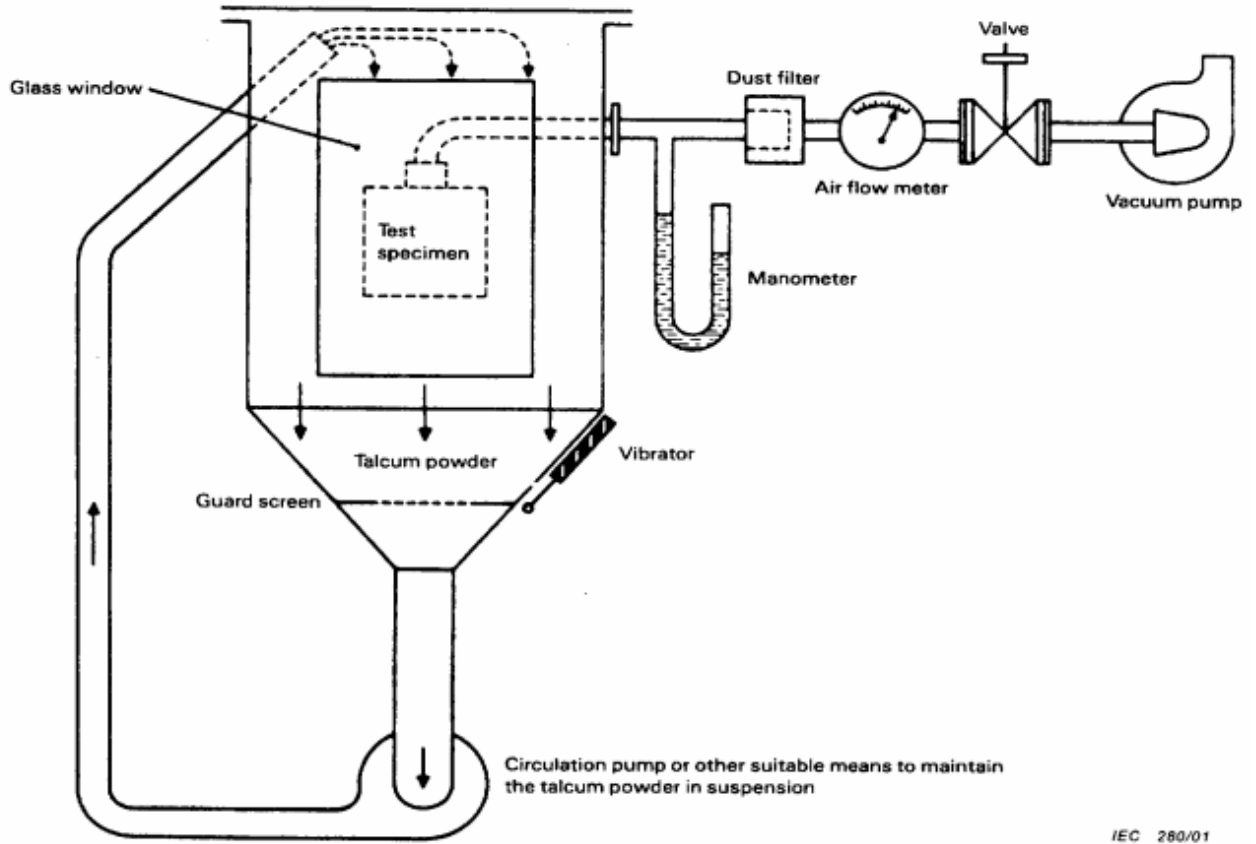 Valve
Dust filter
Glass window
Air flow meter
Vacuum pump
Test
specimen
Manometer
Talcum powder
Vibrator
Guard screen
Circulation pump or other suitable means to maintain
the talcum powder in suspension
IEC 280/01